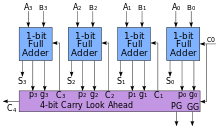 A3 B3 A2 B2 A1 B1 A0 B0
1-bit Full Adder
1-bit Full Adder
1-bit Full Adder
1-bit Full Adder
C0
S3 S2 S1 S0
p3 g3 C3 p2 g2 C2 p1 g1 C1 p0 g0
4-bit Carry Look Ahead PG GG
C4